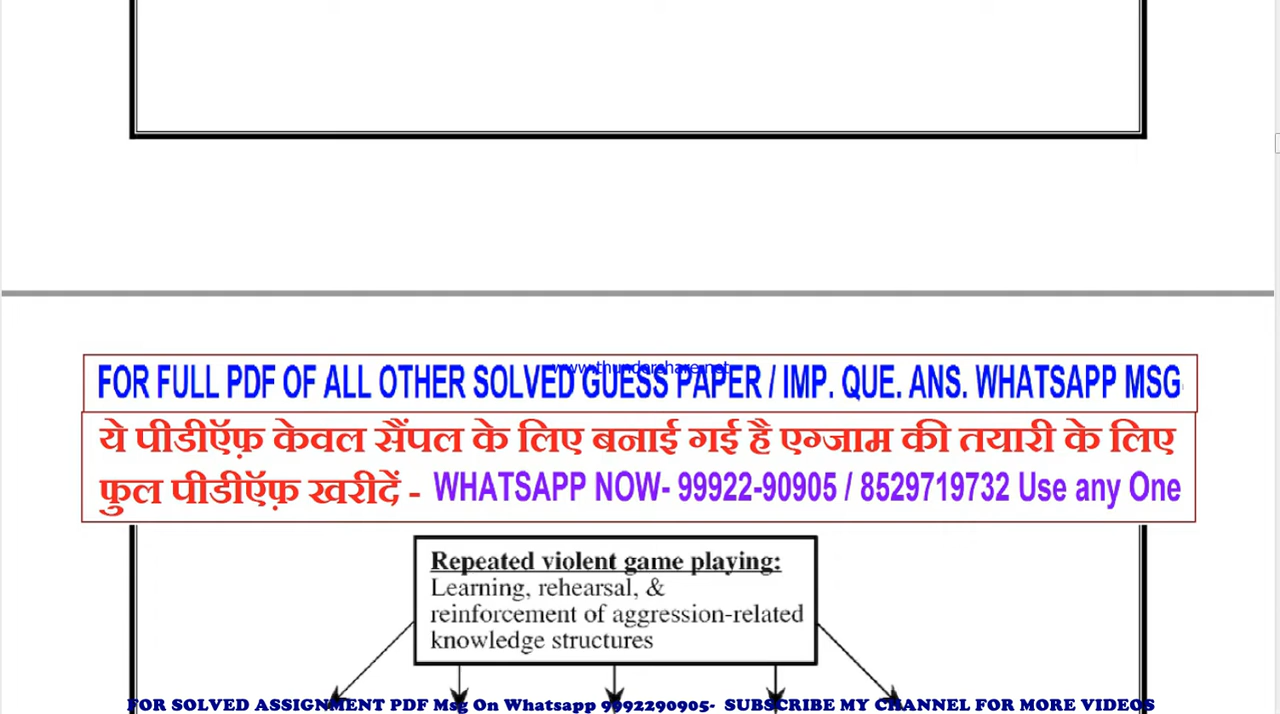 www.thundershare.net
FOR FULL PDF OF ALL OTHER SOLVED GUESS PAPER / IMP. QUE. ANS. WHATSAPP MSG
ये पीडीऍफ़ केवल सैंपल के लिए बनाई गई है एग्जाम की तयारी के लिए
फुल पीडीऍफ़ खरीदें - WHATSAPP NOW- 99922-90905 / 8529719732 Use any One
Repeated violent game playing:
Learning, rehearsal, &
reinforcement of aggression-related
knowledge structures
FOR SOLVED ASSIGNMENT PDF Msg On Whatsapp 9992290905- SUBSCRIBE MY CHANNEL FOR MORE VIDEOS